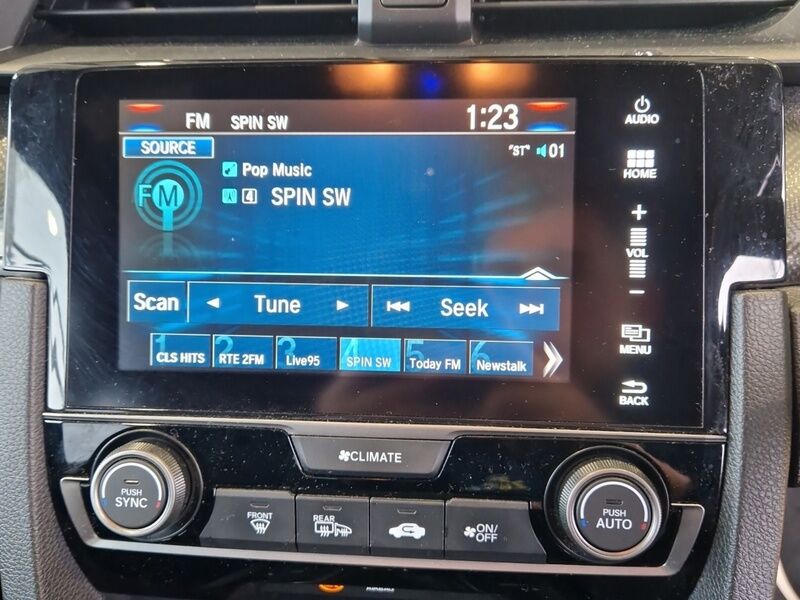 FM SPIN SW 1:23
SOURCE "ST" 01
Pop Music
FM 4 SPIN SW
Scan Tune Seek
1 CLS HITS 2 RTE 2FM 3 Live95 4 SPIN SW 5 Today FM 6 Newstalk
AUDIO
HOME
+
VOL
-
MENU
BACK
CLIMATE
PUSH SYNC
FRONT
REAR
ON/OFF
PUSH AUTO